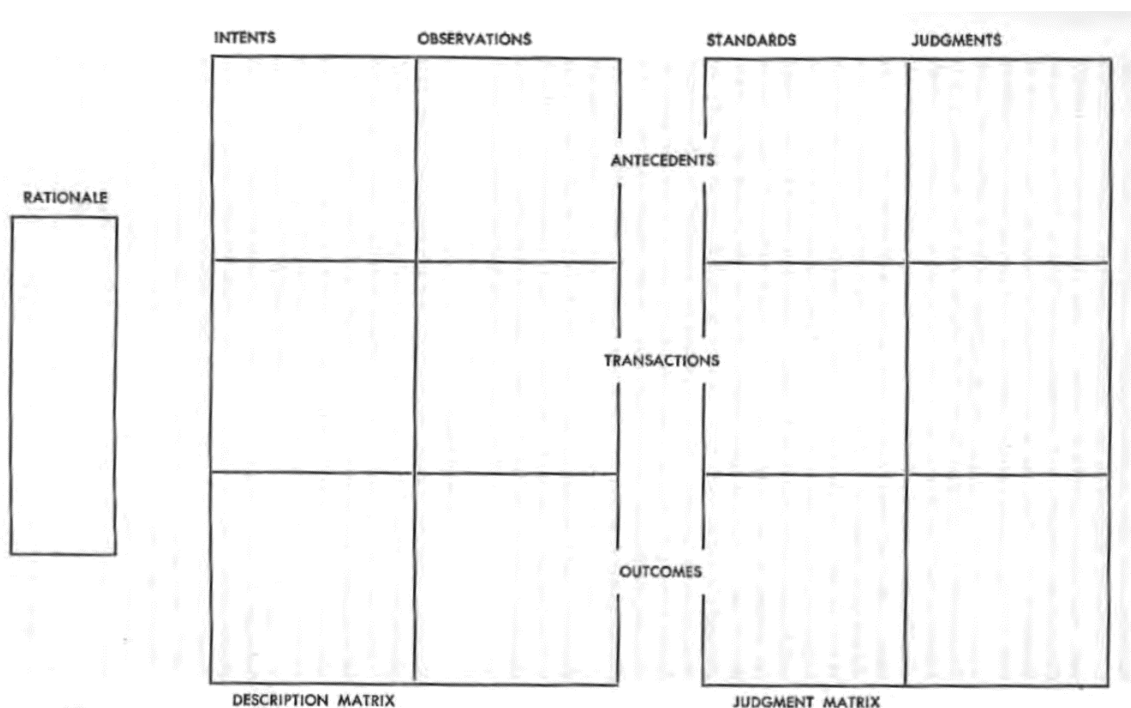 INTENTS OBSERVATIONS STANDARDS JUDGMENTS
ANTECEDENTS
RATIONALE
TRANSACTIONS
OUTCOMES
DESCRIPTION MATRIX JUDGMENT MATRIX